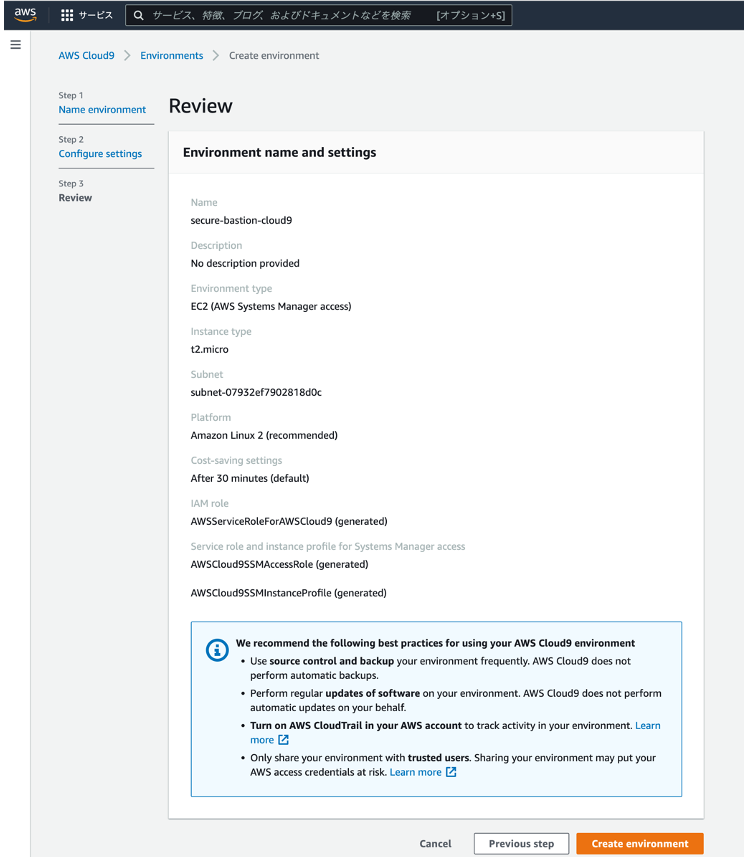 aws
サービス
サービス、特徴、ブログ、およびドキュメントなどを検索
[オプション+S]
AWS Cloud9
Environments
Create environment
Step 1
Name environment
Step 2
Configure settings
Step 3
Review
Review
Environment name and settings
Name
secure-bastion-cloud9
Description
No description provided
Environment type
EC2 (AWS Systems Manager access)
Instance type
t2.micro
Subnet
subnet-07932ef7902818d0c
Platform
Amazon Linux 2 (recommended)
Cost-saving settings
After 30 minutes (default)
IAM role
AWSServiceRoleForAWSCloud9 (generated)
Service role and instance profile for Systems Manager access
AWSCloud9SSMAccessRole (generated)
AWSCloud9SSMInstanceProfile (generated)
We recommend the following best practices for using your AWS Cloud9 environment
• Use source control and backup your environment frequently. AWS Cloud9 does not
perform automatic backups.
• Perform regular updates of software on your environment. AWS Cloud9 does not perform
automatic updates on your behalf.
• Turn on AWS CloudTrail in your AWS account to track activity in your environment. Learn
more
• Only share your environment with trusted users. Sharing your environment may put your
AWS access credentials at risk. Learn more
Cancel
Previous step
Create environment